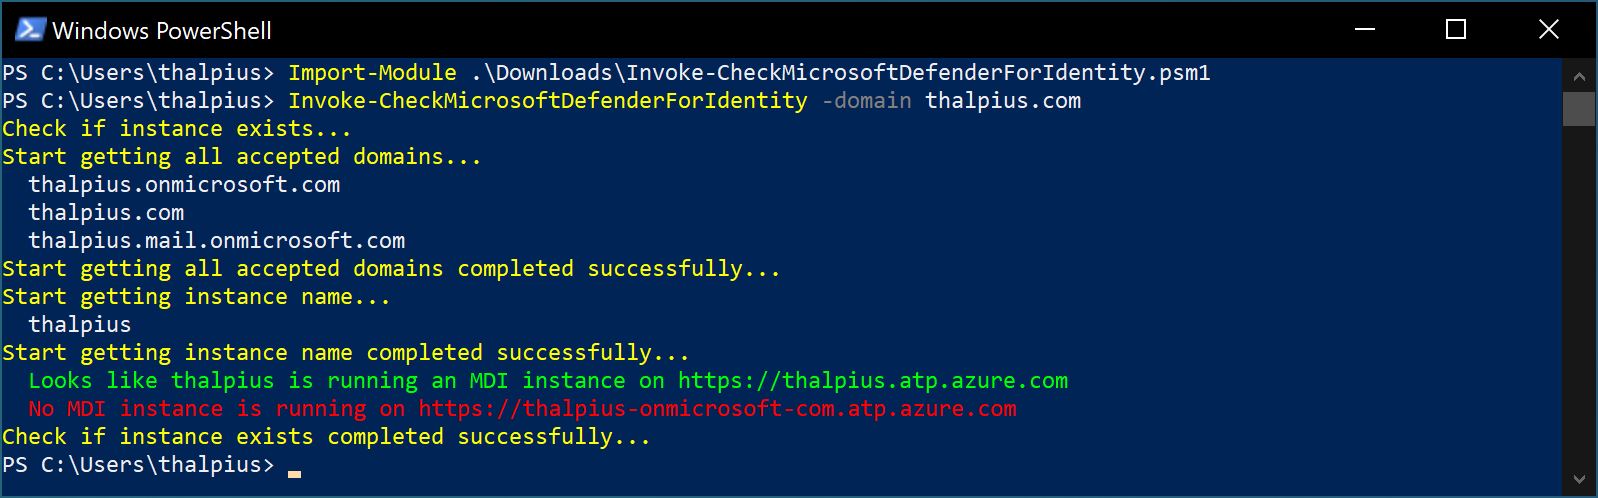 Windows PowerShell
PS C:\Users\thalpius> Import-Module .\Downloads\Invoke-CheckMicrosoftDefenderForIdentity.psm1
PS C:\Users\thalpius> Invoke-CheckMicrosoftDefenderForIdentity -domain thalpius.com
Check if instance exists...
Start getting all accepted domains...
  thalpius.onmicrosoft.com
  thalpius.com
  thalpius.mail.onmicrosoft.com
Start getting all accepted domains completed successfully...
Start getting instance name...
  thalpius
Start getting instance name completed successfully...
  Looks like thalpius is running an MDI instance on https://thalpius.atp.azure.com
  No MDI instance is running on https://thalpius-onmicrosoft-com.atp.azure.com
Check if instance exists completed successfully...
PS C:\Users\thalpius>